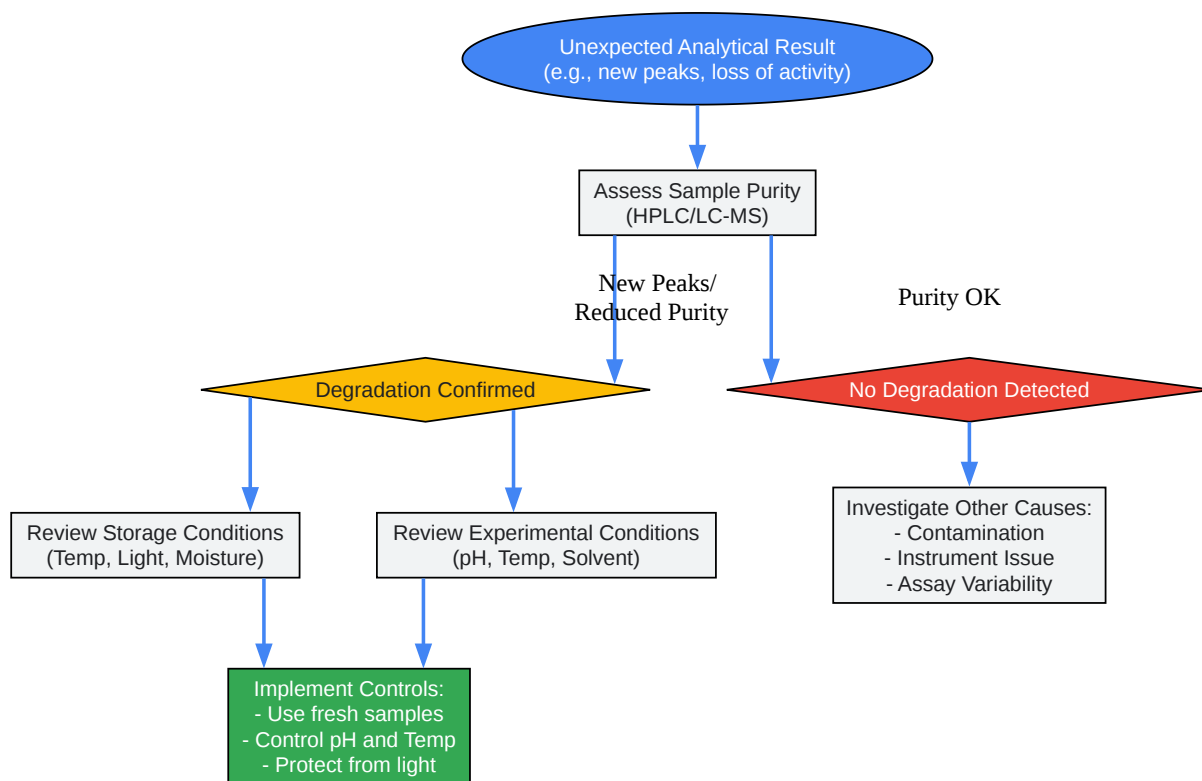 Unexpected Analytical Result
(e.g., new peaks, loss of activity)
Assess Sample Purity
(HPLC/LC-MS)
New Peaks/
Reduced Purity
Purity OK
Degradation Confirmed
No Degradation Detected
Review Storage Conditions
(Temp, Light, Moisture)
Review Experimental Conditions
(pH, Temp, Solvent)
Investigate Other Causes:
- Contamination
- Instrument Issue
- Assay Variability
Implement Controls:
- Use fresh samples
- Control pH and Temp
- Protect from light